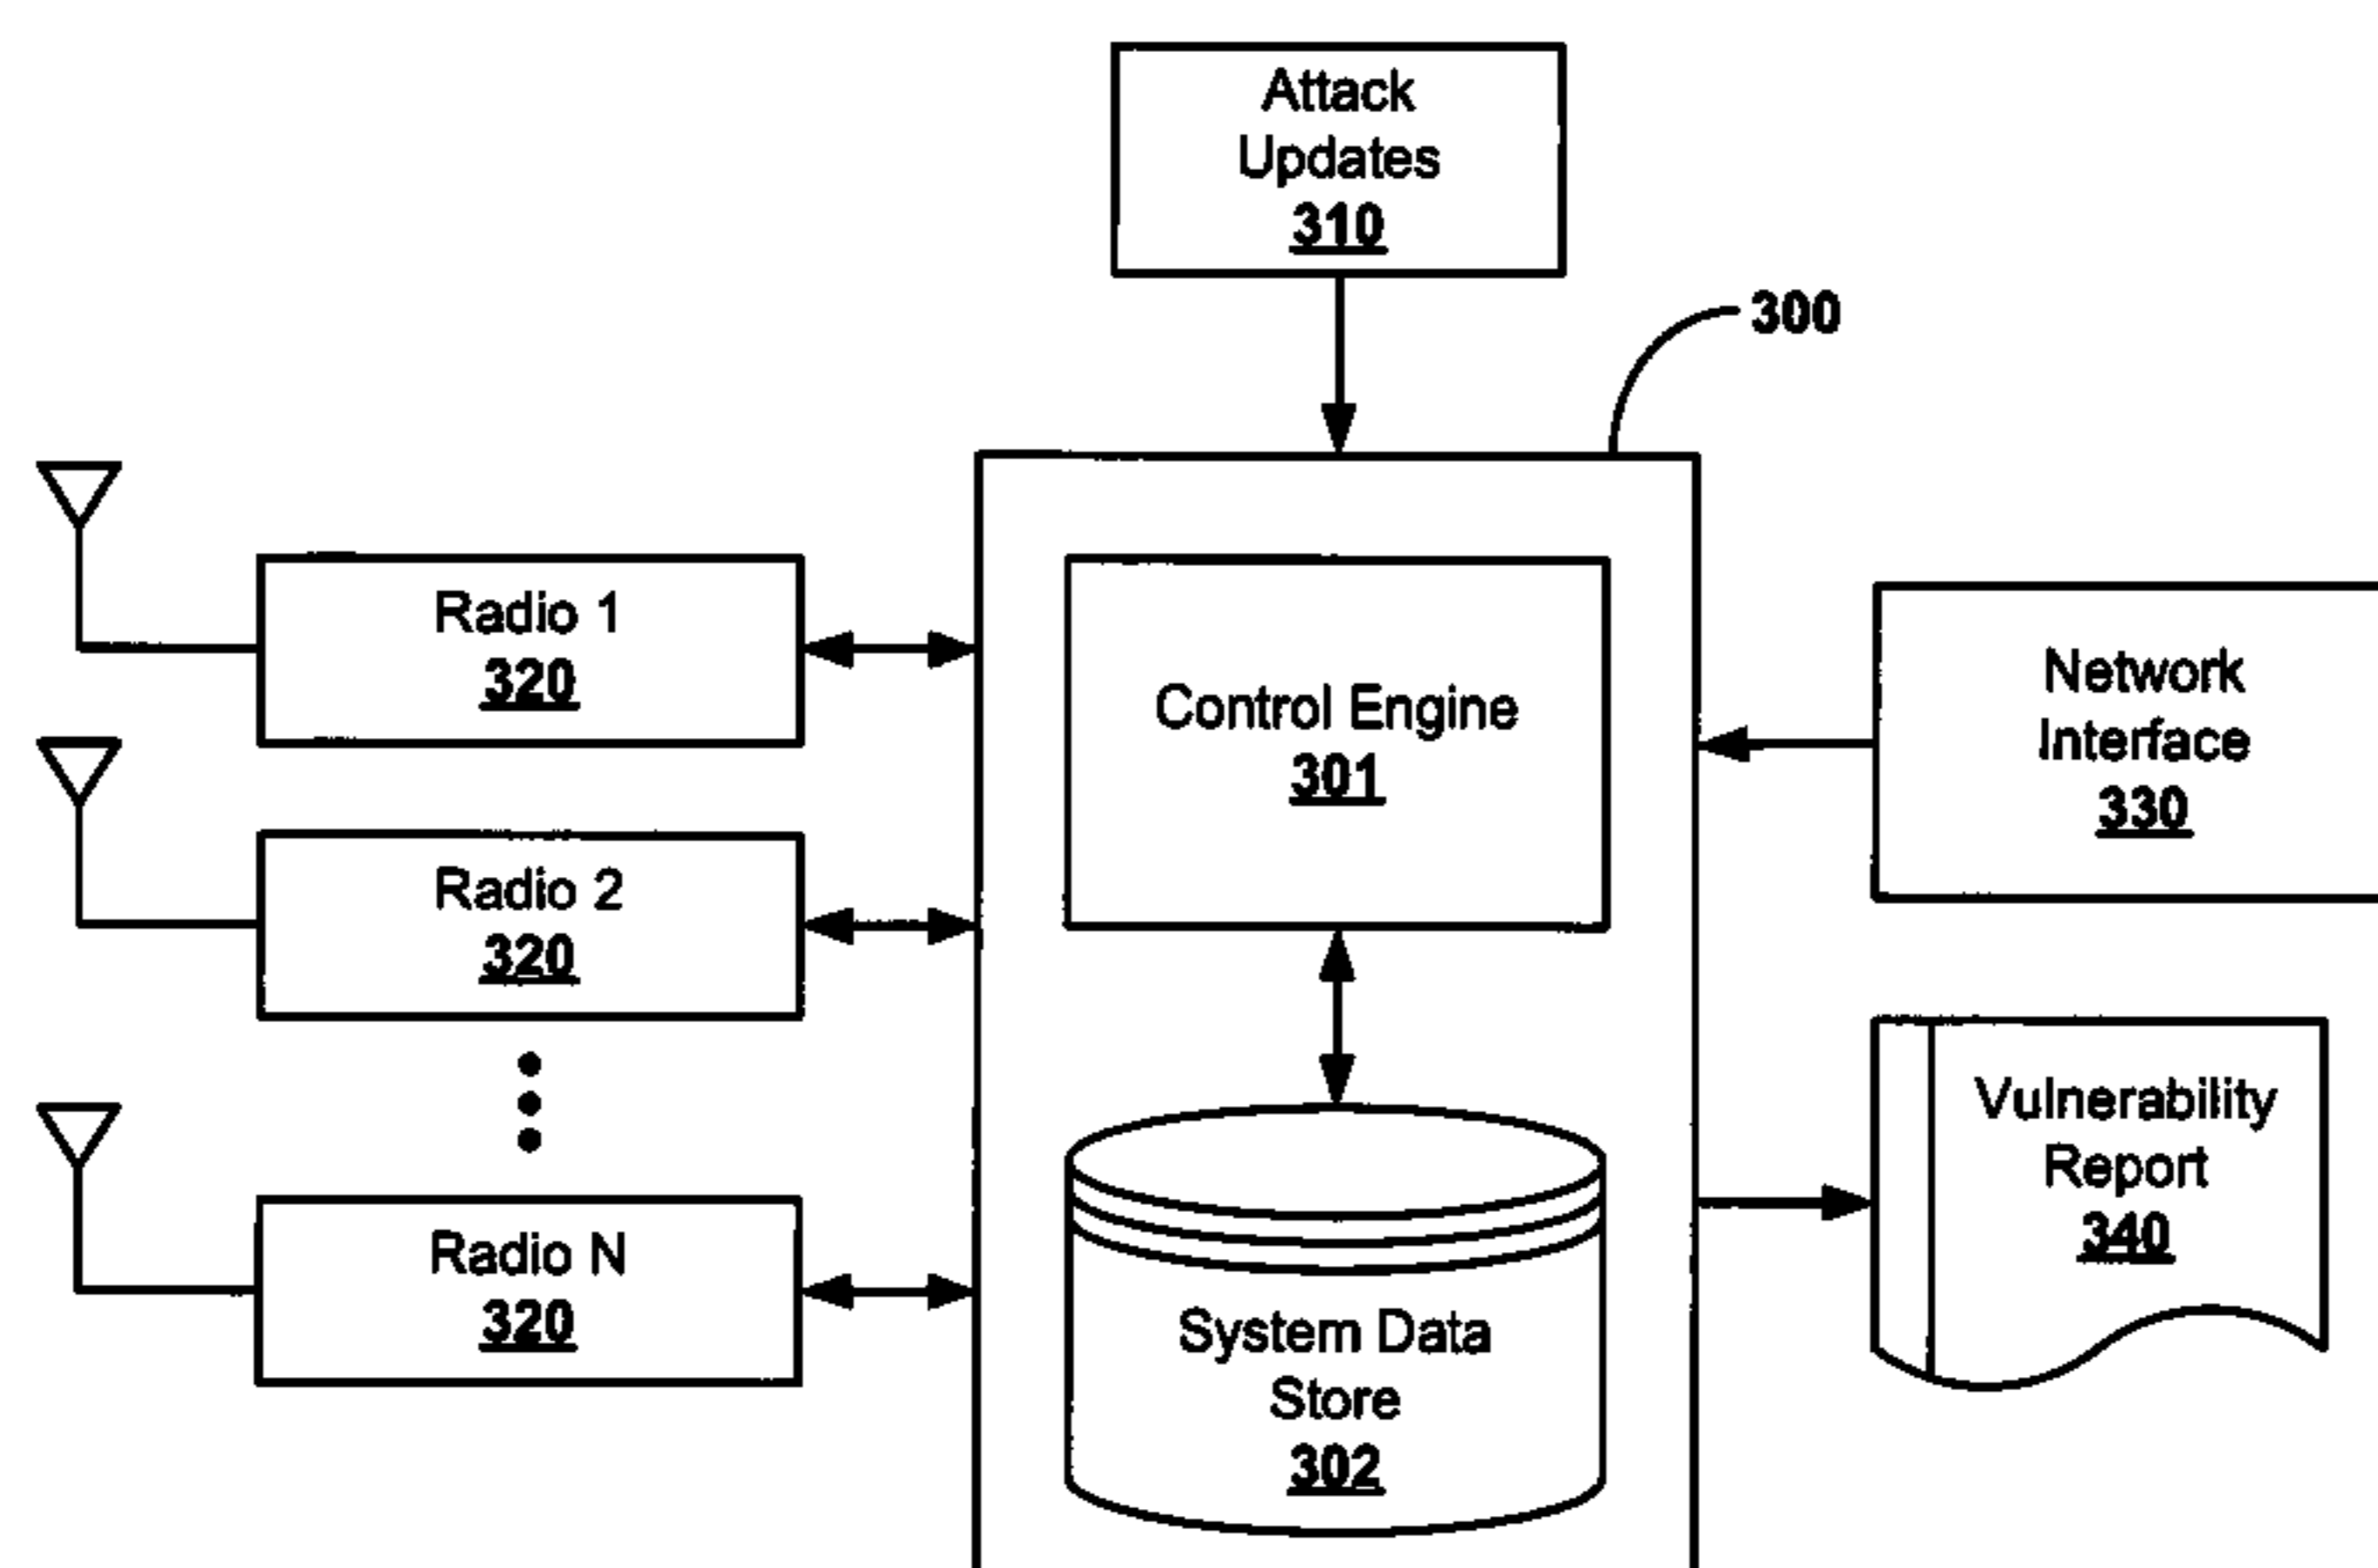 Attack
Updates
310
300
Radio 1
320
Radio 2
320
Radio N
320
Control Engine
301
System Data
Store
302
Network
Interface
330
Vulnerability
Report
340